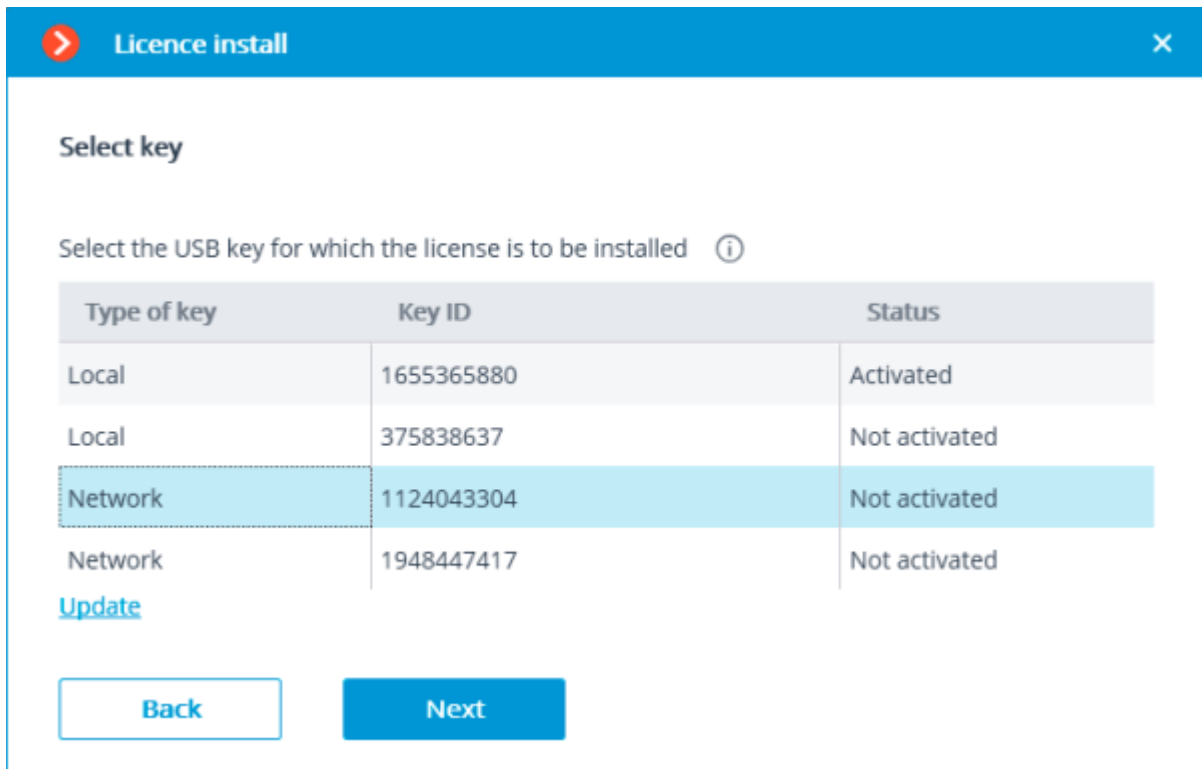 Licence install
Select key
Select the USB key for which the license is to be installed
Type of key Key ID Status
Local 1655365880 Activated
Local 375838637 Not activated
Network 1124043304 Not activated
Network 1948447417 Not activated
Update
Back Next